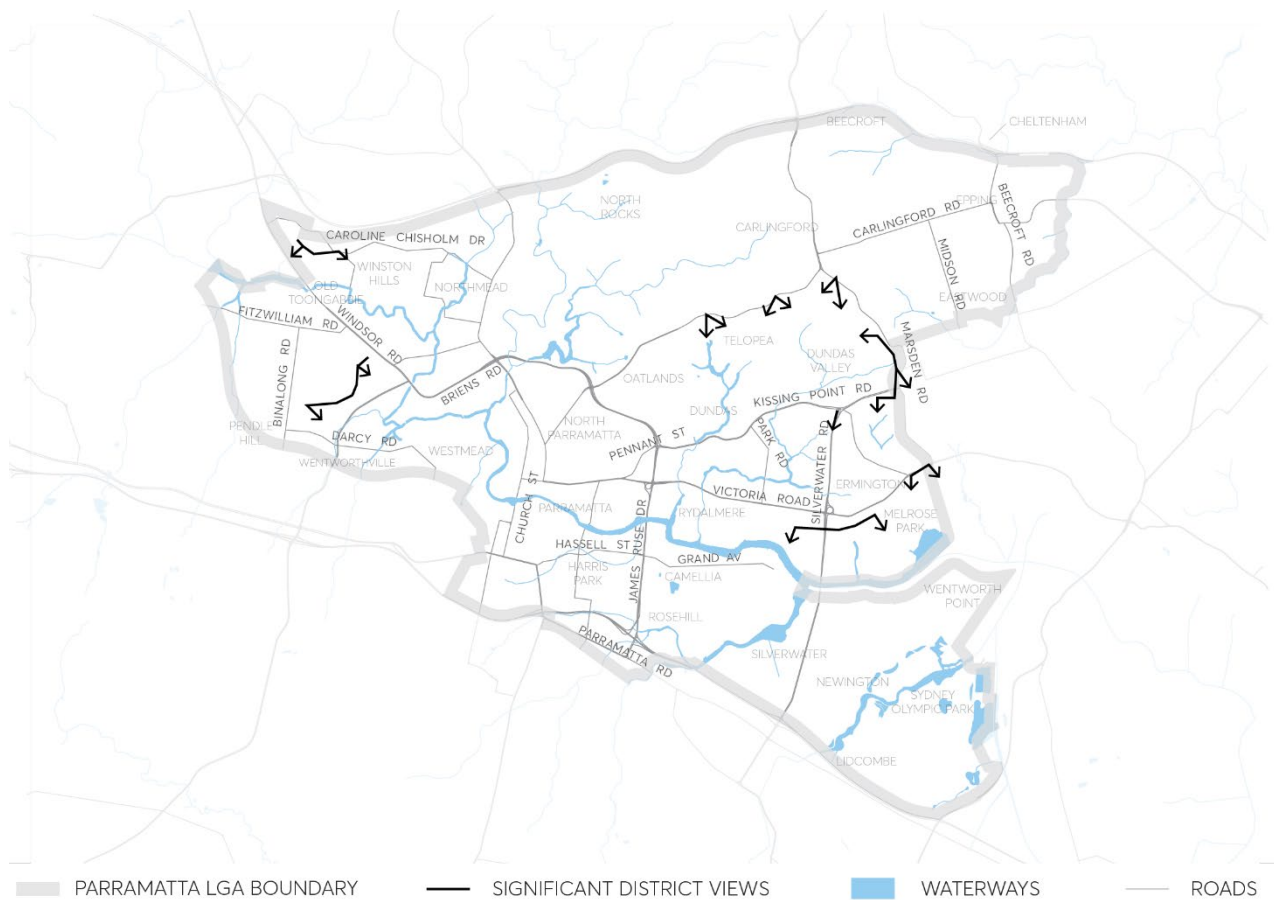 BEECROFT
CHELTENHAM
NORTH
ROCKS
EPPING
BEECROFT RD
CARLINGFORD
CARLINGFORD RD
CAROLINE CHISHOLM DR
MIDSON RD
WINSTON
HILLS
OLD
TOONGABBIE
NORTHMEAD
EASTWOOD
FITZWILLIAM RD
WINDSOR RD
MARSDEN RD
TELOPEA
DUNDAS
VALLEY
BINALONG RD
BRIENS RD
OATLANDS
KISSING POINT RD
DUNDAS
PENDLE
HILL
DARCY RD
NORTH
PARRAMATTA
PENNANT ST
PARK RD
SILVERWATER RD
WENTWORTHVILLE
WESTMEAD
ERMINGTON
VICTORIA ROAD
CHURCH ST
PARRAMATTA
RYDALMERE
MELROSE
PARK
JAMES RUSE DR
HASSELL ST
GRAND AV
HARRIS
PARK
CAMELLIA
WENTWORTH
POINT
ROSEHILL
PARRAMATTA RD
SILVERWATER
NEWINGTON
SYDNEY
OLYMPIC PARK
LIDCOMBE
PARRAMATTA LGA BOUNDARY
SIGNIFICANT DISTRICT VIEWS
WATERWAYS
ROADS